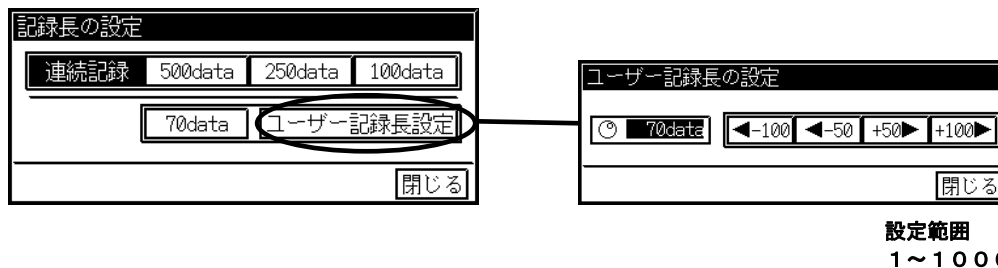 記録長の設定
連続記録 500data 250data 100data
70data ユーザー記録長設定
閉じる
ユーザー記録長の設定
70data ◀-100 ◀-50 +50▶ +100▶
閉じる
設定範囲
1～1000